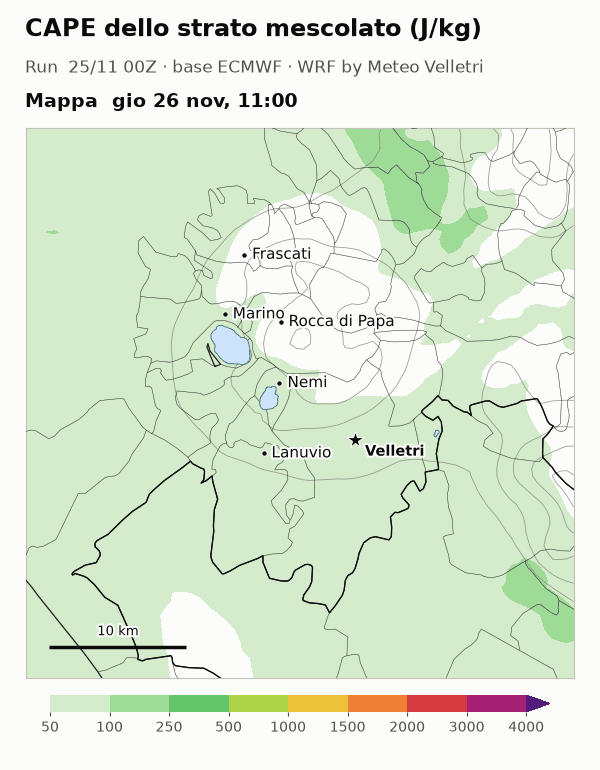 CAPE dello strato mescolato (J/kg)
Run  25/11 00Z · base ECMWF · WRF by Meteo Velletri
Mappa  gio 26 nov, 11:00
Frascati
Marino
Rocca di Papa
Nemi
Velletri
Lanuvio
10 km
50 100 250 500 1000 1500 2000 3000 4000